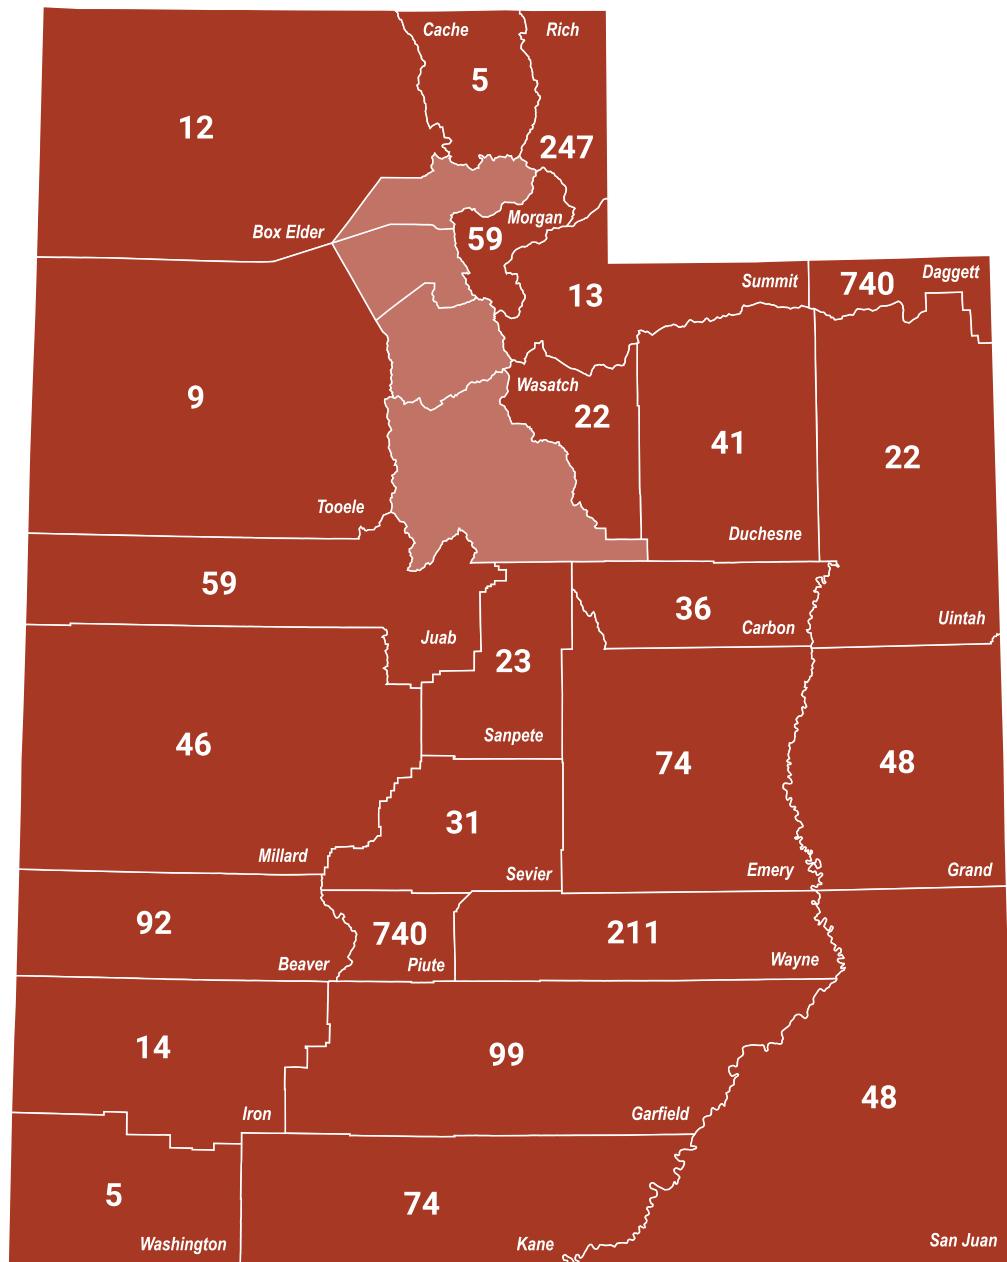 Cache
Rich
5
12
247
Box Elder
Morgan
59
13
Summit
740
Daggett
9
Wasatch
22
41
22
Tooele
Duchesne
59
36
Uintah
Juab
Carbon
23
Sanpete
46
74
48
31
Millard
Sevier
Emery
Grand
92
740
211
Beaver
Piute
Wayne
14
99
48
Iron
Garfield
5
74
Washington
Kane
San Juan